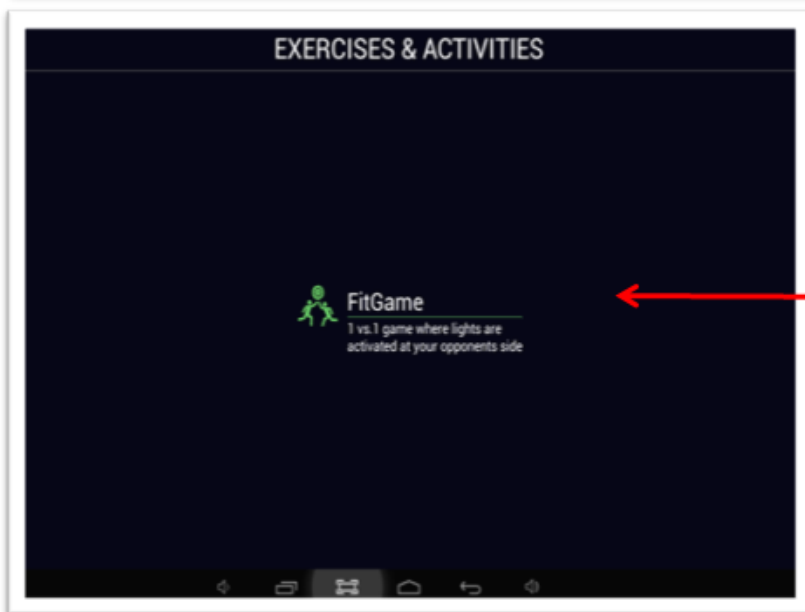 EXERCISES & ACTIVITIES
FitGame
1 vs.1 game where lights are
activated at your opponents side